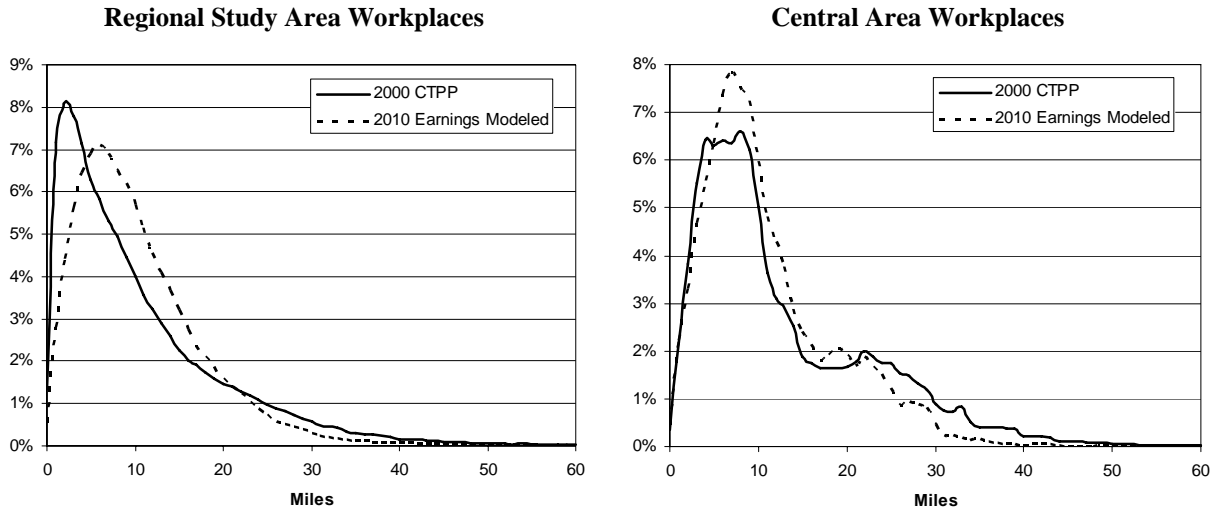 Regional Study Area Workplaces
9%
8%
7%
6%
5%
4%
3%
2%
1%
0%
2000 CTPP
2010 Earnings Modeled
0 10 20 30 40 50 60
Miles
Central Area Workplaces
8%
7%
6%
5%
4%
3%
2%
1%
0%
2000 CTPP
2010 Earnings Modeled
0 10 20 30 40 50 60
Miles